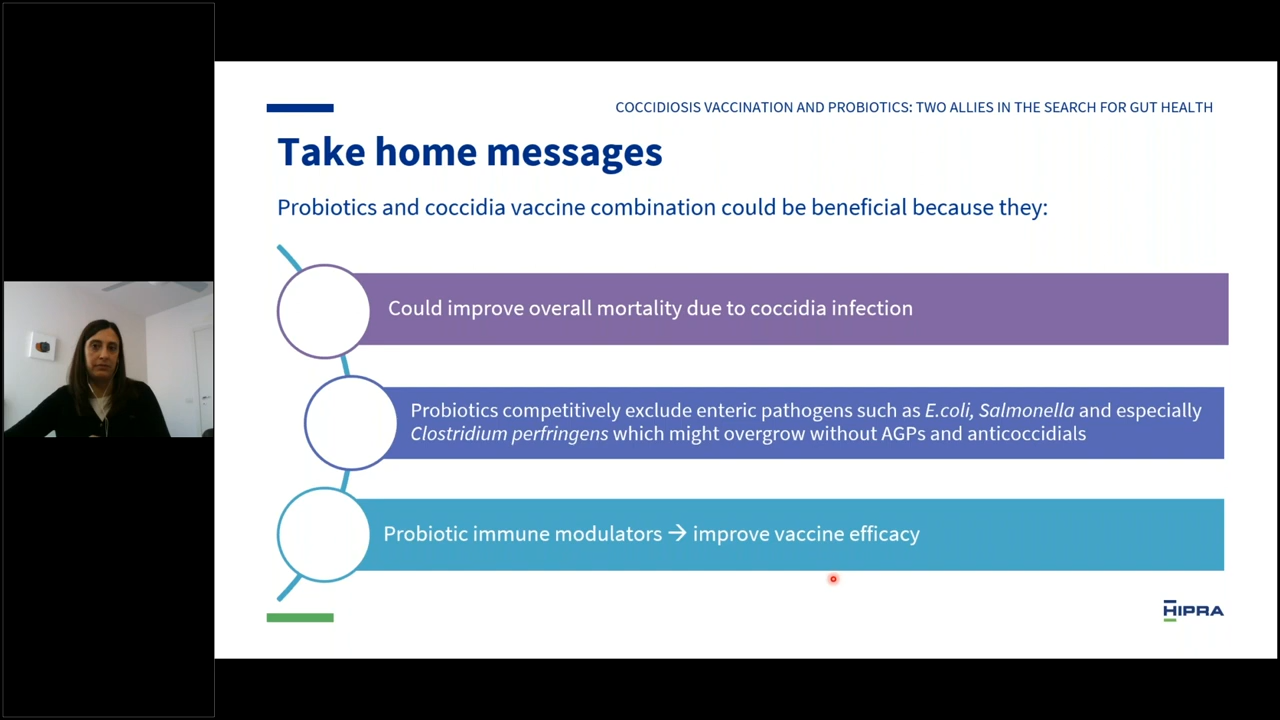 COCCIDIOSIS VACCINATION AND PROBIOTICS: TWO ALLIES IN THE SEARCH FOR GUT HEALTH
Take home messages
Probiotics and coccidia vaccine combination could be beneficial because they:
Could improve overall mortality due to coccidia infection
Probiotics competitively exclude enteric pathogens such as E.coli, Salmonella and especially
Clostridium perfringens which might overgrow without AGPs and anticoccidials
Probiotic immune modulators → improve vaccine efficacy
HIPRA